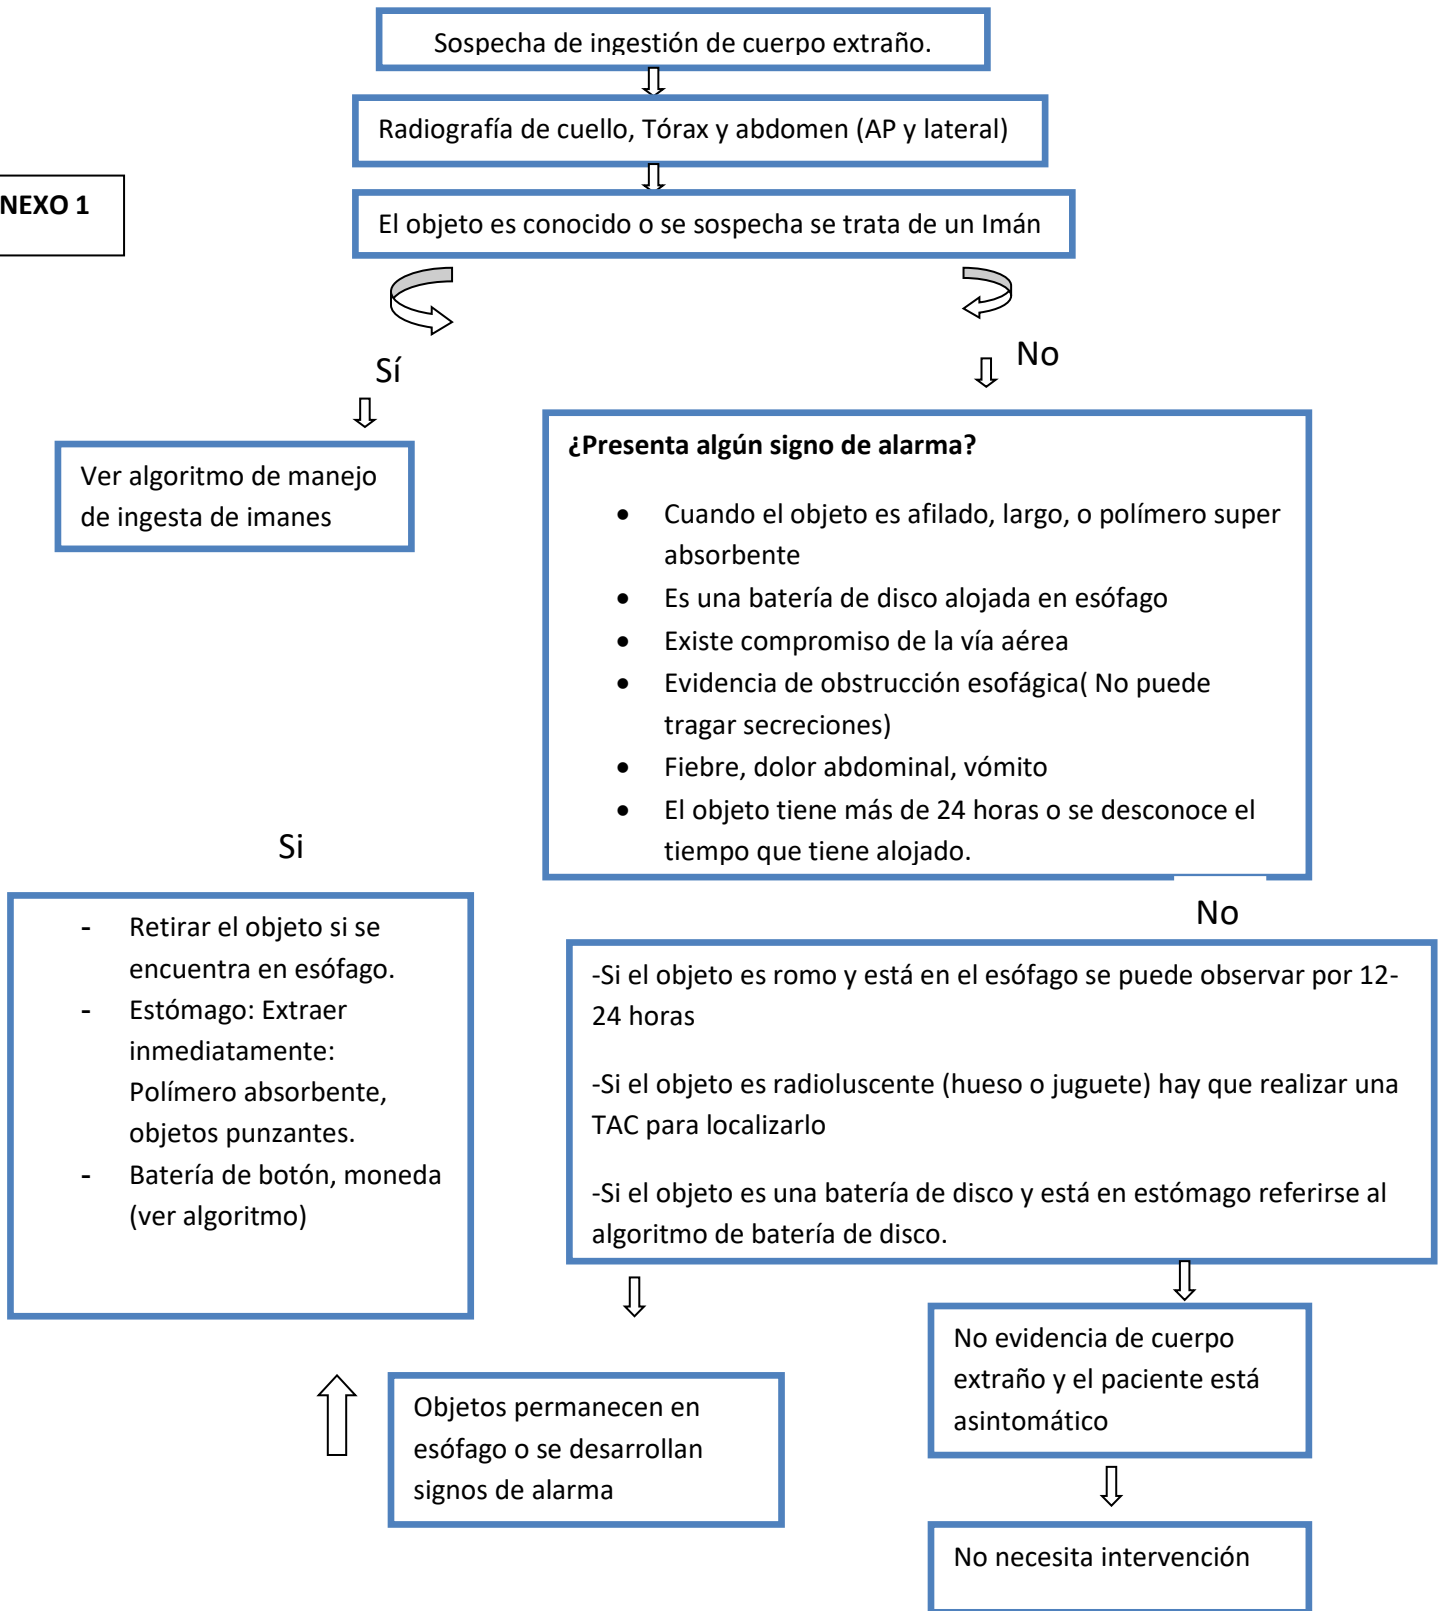 Sospecha de ingestión de cuerpo extraño.
Radiografía de cuello, Tórax y abdomen (AP y lateral)
NEXO 1
El objeto es conocido o se sospecha se trata de un Imán
Sí
No
Ver algoritmo de manejo
de ingesta de imanes
¿Presenta algún signo de alarma?
• Cuando el objeto es afilado, largo, o polímero super
absorbente
• Es una batería de disco alojada en esófago
• Existe compromiso de la vía aérea
• Evidencia de obstrucción esofágica( No puede
tragar secreciones)
• Fiebre, dolor abdominal, vómito
• El objeto tiene más de 24 horas o se desconoce el
tiempo que tiene alojado.
Si
- Retirar el objeto si se
encuentra en esófago.
- Estómago: Extraer
inmediatamente:
Polímero absorbente,
objetos punzantes.
- Batería de botón, moneda
(ver algoritmo)
No
-Si el objeto es romo y está en el esófago se puede observar por 12-
24 horas
-Si el objeto es radioluscente (hueso o juguete) hay que realizar una
TAC para localizarlo
-Si el objeto es una batería de disco y está en estómago referirse al
algoritmo de batería de disco.
Objetos permanecen en
esófago o se desarrollan
signos de alarma
No evidencia de cuerpo
extraño y el paciente está
asintomático
No necesita intervención